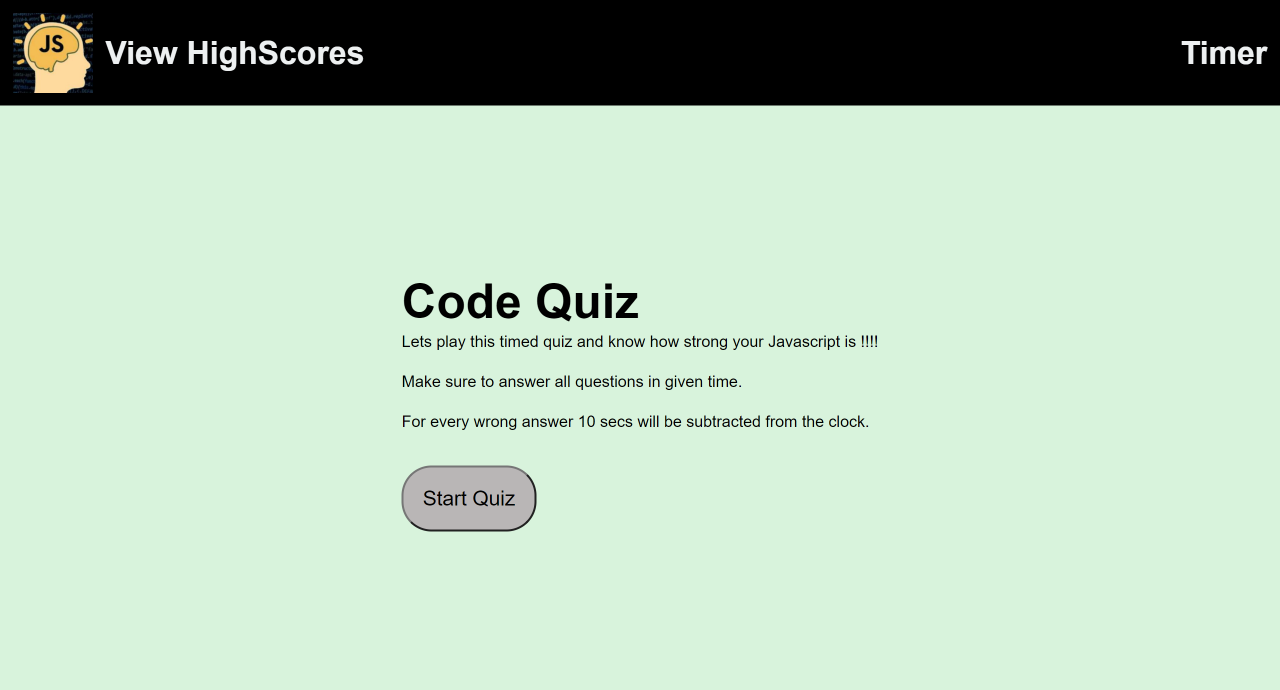 JS
View HighScores
Timer
Code Quiz
Lets play this timed quiz and know how strong your Javascript is !!!!
Make sure to answer all questions in given time.
For every wrong answer 10 secs will be subtracted from the clock.
Start Quiz